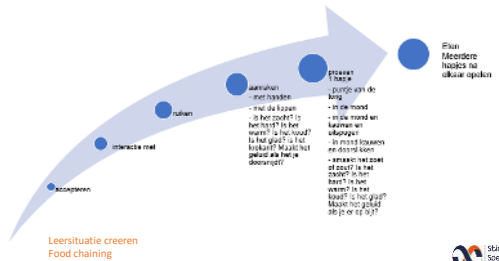 accepteren
interactie met
ruiken
aanraken
- met handen
- met de lippen
- Is het zacht? Is
het hard? Is het
warm? Is het koud?
Is het glad? Is het
krokant? Maakt het
geluid als je het
doorsnijdt?
proeven
1 hapje
- puntje van de
tong
- in de mond
- in de mond en
kauwen en
uitspugen
- in mond kauwen
en doorslikken
- smaakt het zoet
of zout? Is het
zacht? Is het
hard? Is het
warm? Is het
koud? is het glad?
Maakt het geluid
als je er op bijt?
Eten
Meerdere
hapjes na
elkaar opeten
Leersituatie creeren
Food chaining